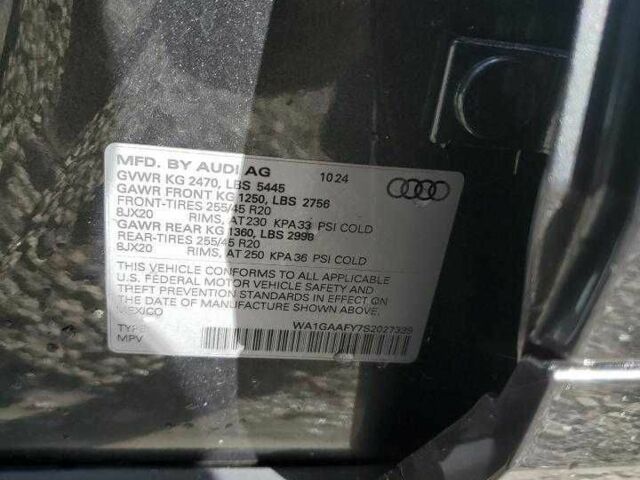 MFD. BY AUDI AG 10 24
GVWR KG 2470, LBS 5445
GAWR FRONT KG 1250, LBS 2756
FRONT-TIRES 255/45 R20
8JX20 RIMS, AT 230 KPA 33 PSI COLD
GAWR REAR KG 1360, LBS 2998
REAR-TIRES 255/45 R20
8JX20 RIMS, AT 250 KPA 36 PSI COLD
THIS VEHICLE CONFORMS TO ALL APPLICABLE
U.S. FEDERAL MOTOR VEHICLE SAFETY AND
THEFT PREVENTION STANDARDS IN EFFECT ON
THE DATE OF MANUFACTURE SHOWN ABOVE.
MEXICO
TYPE: WA1GAAFY7S2027339
MPV